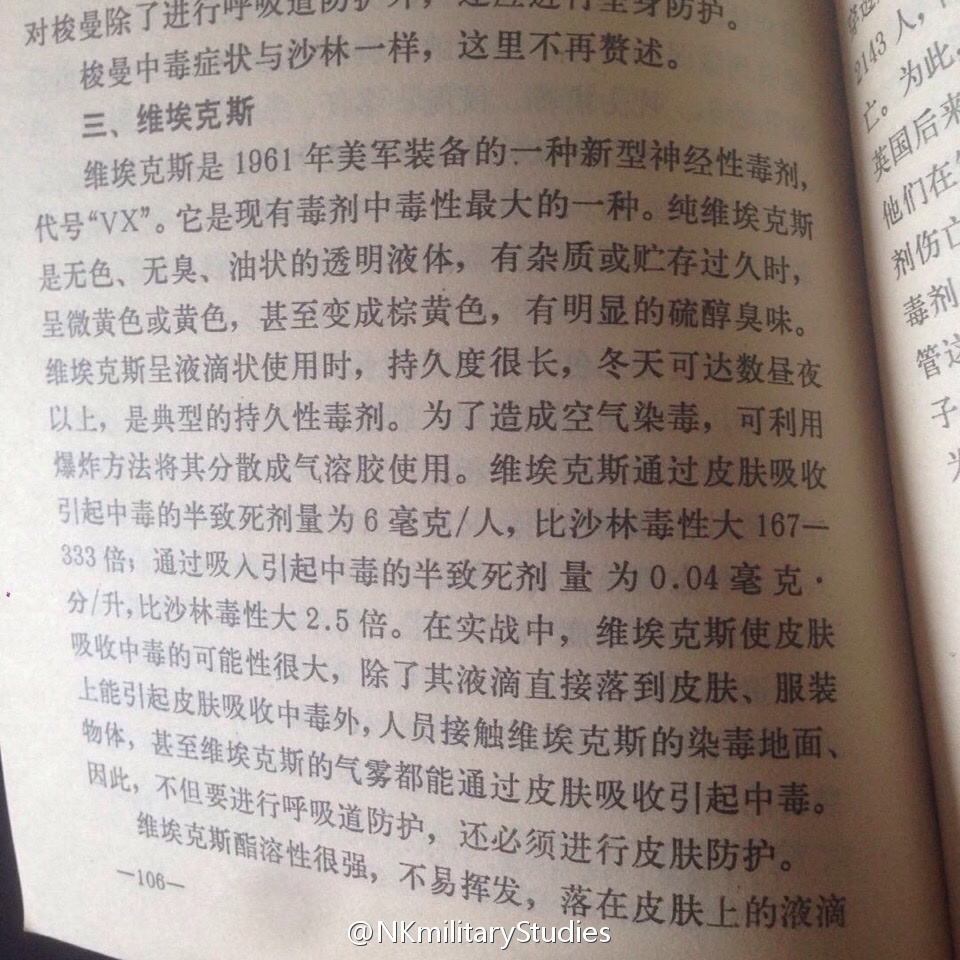 对梭曼除了进行呼吸道防护外，还应进行全身防护。
梭曼中毒症状与沙林一样，这里不再赘述。
三、维埃克斯
维埃克斯是 1961 年美军装备的一种新型神经性毒剂，
代号“VX”。它是现有毒剂中毒性最大的一种。纯维埃克斯
是无色、无臭、油状的透明液体，有杂质或贮存过久时，
呈微黄色或黄色，甚至变成棕黄色，有明显的硫醇臭味。
维埃克斯呈液滴状使用时，持久度很长，冬天可达数昼夜
以上，是典型的持久性毒剂。为了造成空气染毒，可利用
爆炸方法将其分散成气溶胶使用。维埃克斯通过皮肤吸收
引起中毒的半致死剂量为 6 毫克/人，比沙林毒性大 167—
333 倍；通过吸入引起中毒的半致死剂量为 0.04 毫克·
分/升，比沙林毒性大 2.5 倍。在实战中，维埃克斯使皮肤
吸收中毒的可能性很大，除了其液滴直接落到皮肤、服装
上能引起皮肤吸收中毒外，人员接触维埃克斯的染毒地面、
物体，甚至维埃克斯的气雾都能通过皮肤吸收引起中毒。
因此，不但要进行呼吸道防护，还必须进行皮肤防护。
维埃克斯酯溶性很强，不易挥发，落在皮肤上的液滴
—106—
2143 人，
亡。为此，
英国后来
他们在
剂伤亡
毒剂
管这
子
@NKmilitaryStudies